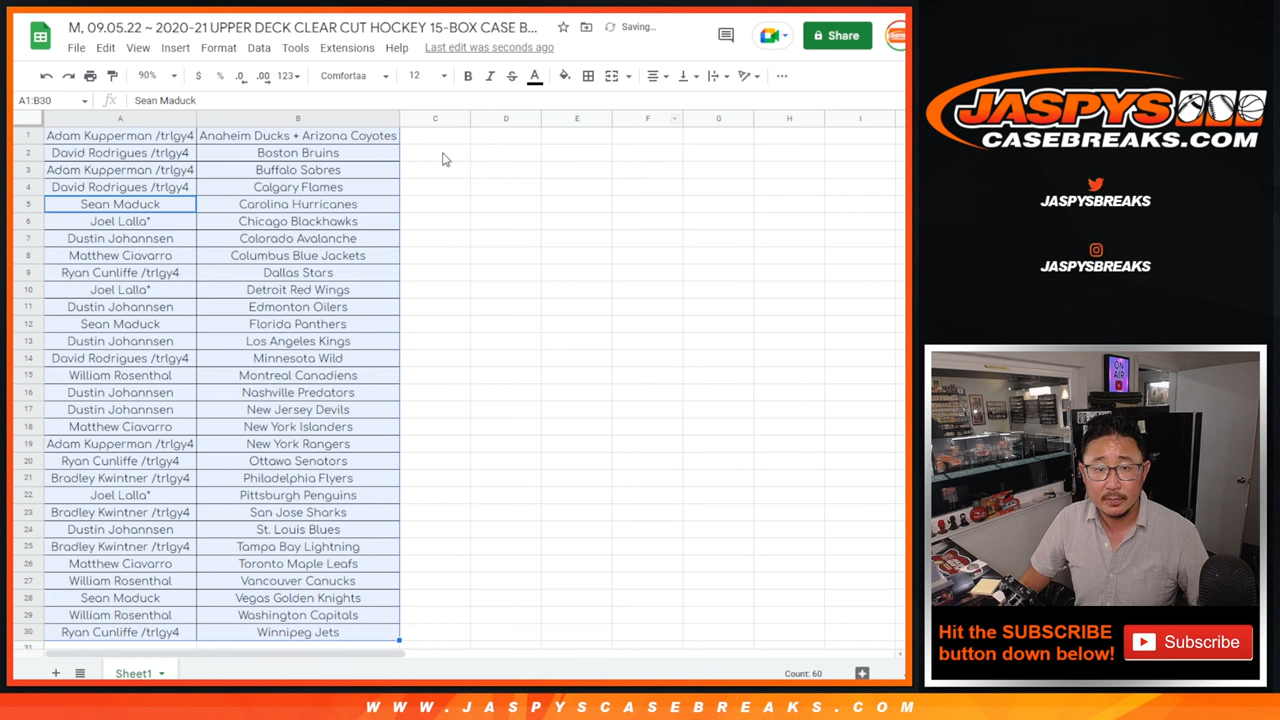 M, 09.05.22 ~ 2020-21 UPPER DECK CLEAR CUT HOCKEY 15-BOX CASE B...
Saving...
File Edit View Insert Format Data Tools Extensions Help Last edit was seconds ago
Share
90% $ % .0 .00 123 Comfortaa 12 B I S A
A1:B30 fx Sean Maduck
A B C D E F G H I
1 Adam Kupperman /trlgy4 Anaheim Ducks + Arizona Coyotes
2 David Rodrigues /trlgy4 Boston Bruins
3 Adam Kupperman /trlgy4 Buffalo Sabres
4 David Rodrigues /trlgy4 Calgary Flames
5 Sean Maduck Carolina Hurricanes
6 Joel Lalla* Chicago Blackhawks
7 Dustin Johannsen Colorado Avalanche
8 Matthew Ciavarro Columbus Blue Jackets
9 Ryan Cunliffe /trlgy4 Dallas Stars
10 Joel Lalla* Detroit Red Wings
11 Dustin Johannsen Edmonton Oilers
12 Sean Maduck Florida Panthers
13 Dustin Johannsen Los Angeles Kings
14 David Rodrigues /trlgy4 Minnesota Wild
15 William Rosenthal Montreal Canadiens
16 Dustin Johannsen Nashville Predators
17 Dustin Johannsen New Jersey Devils
18 Matthew Ciavarro New York Islanders
19 Adam Kupperman /trlgy4 New York Rangers
20 Ryan Cunliffe /trlgy4 Ottawa Senators
21 Bradley Kwintner /trlgy4 Philadelphia Flyers
22 Joel Lalla* Pittsburgh Penguins
23 Bradley Kwintner /trlgy4 San Jose Sharks
24 Dustin Johannsen St. Louis Blues
25 Bradley Kwintner /trlgy4 Tampa Bay Lightning
26 Matthew Ciavarro Toronto Maple Leafs
27 William Rosenthal Vancouver Canucks
28 Sean Maduck Vegas Golden Knights
29 William Rosenthal Washington Capitals
30 Ryan Cunliffe /trlgy4 Winnipeg Jets
31
Sheet1
Count: 60
JASPYS
CASEBREAKS.COM
JASPYSBREAKS
JASPYSBREAKS
ON
AIR
Hit the SUBSCRIBE
button down below!
Subscribe
WWW.JASPYSCASEBREAKS.COM